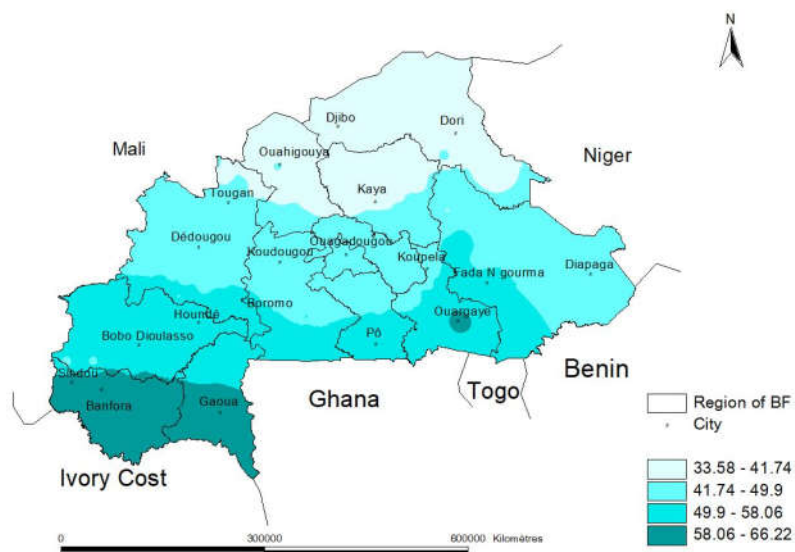 N
Djibo
Dori
Mali
Ouahigouya
Niger
Kaya
Tougan
Dédougou
Ouagadougou
Koudougou
Koupela
Fada N gourma
Diapaga
Boromo
Houndé
Ouargaye
Bobo Dioulasso
Pô
Benin
Sindou
Togo
Banfora
Gaoua
Ghana
Region of BF
City
Ivory Cost
33.58 - 41.74
41.74 - 49.9
49.9 - 58.06
58.06 - 66.22
0 300000 600000 Kilomètres